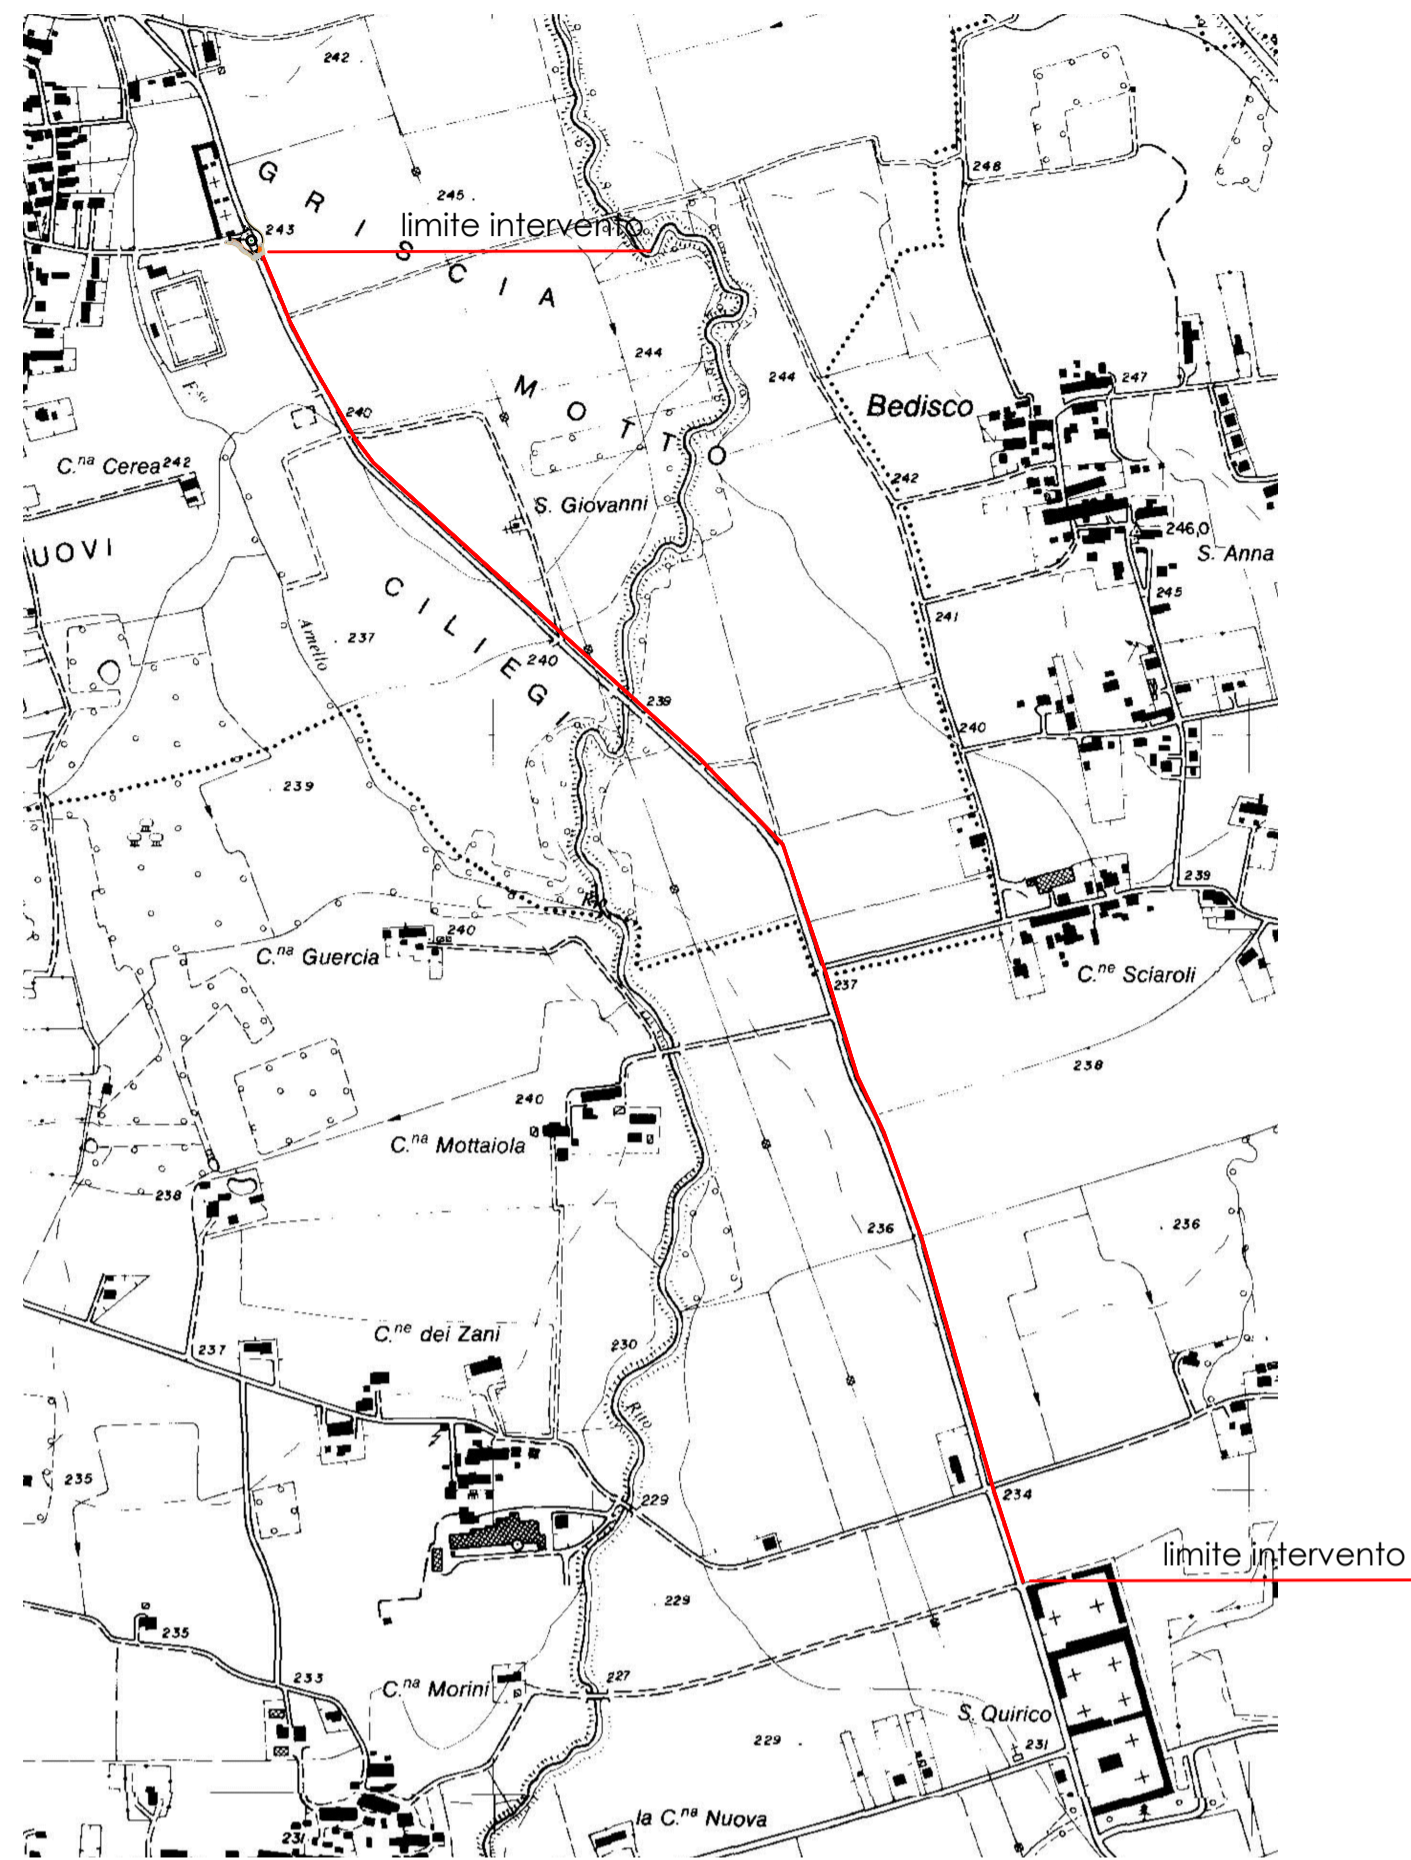 242
248
G R I S C I A
245
243
limite intervento
244
244
247
M O T T O
Bedisco
240
C.na Cerea 242
242
S. Giovanni
246,0
UOVI
S. Anna
C I L I E G I
245
241
Arnello
237
240
239
240
239
239
Rio
240
C.na Guercia
C.ne Sciaroli
237
238
240
C.na Mottaiola
238
236
236
C.ne dei Zani
230
237
Rito
235
234
229
limite intervento
229
235
233
227
C.na Morini
S. Quirico
229
231
la C.na Nuova
231